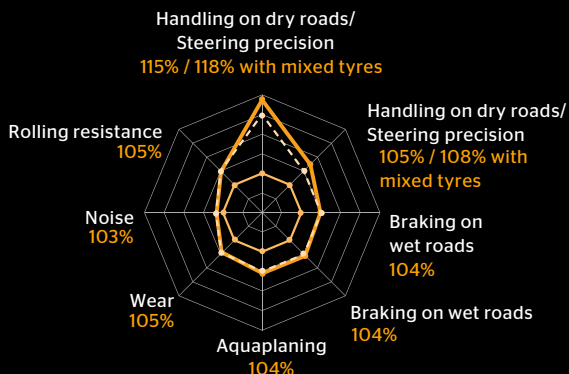 Handling on dry roads/
Steering precision
115% / 118% with mixed tyres
Handling on dry roads/
Steering precision
105% / 108% with
mixed tyres
Braking on
wet roads
104%
Braking on wet roads
104%
Aquaplaning
104%
Wear
105%
Noise
103%
Rolling resistance
105%